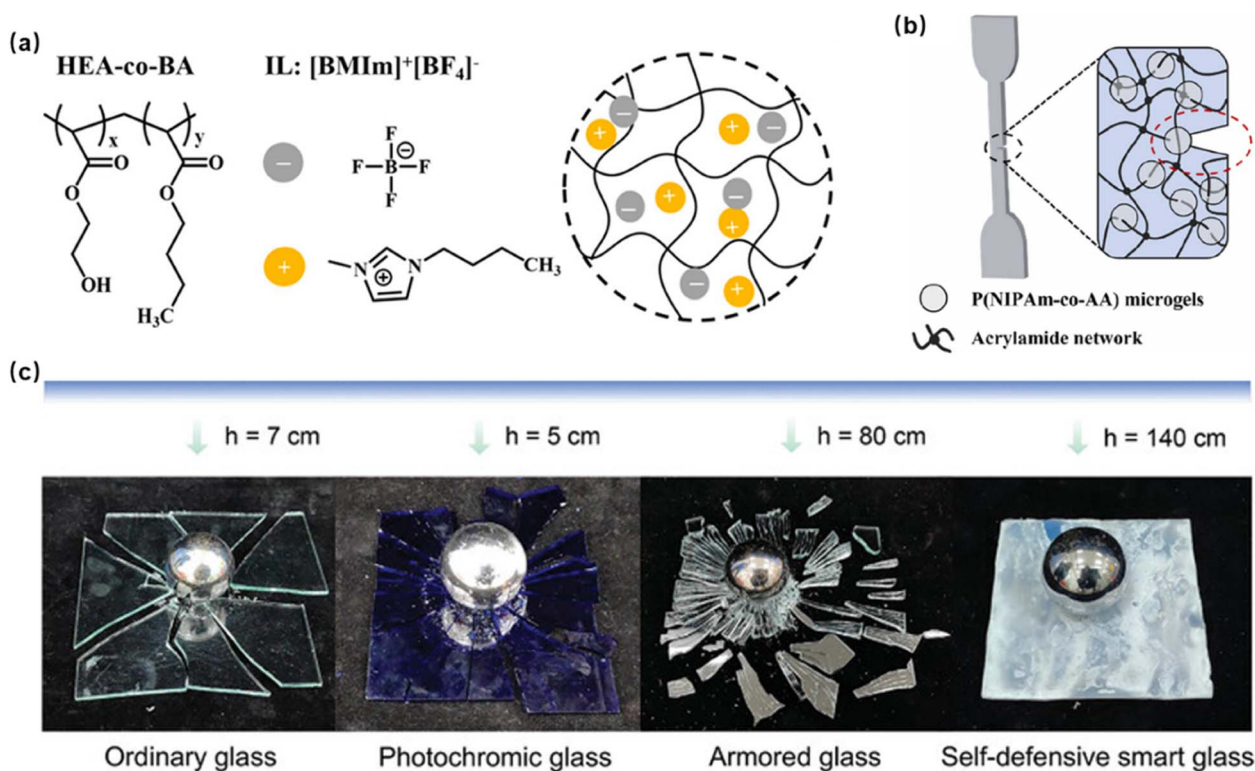 (a)
HEA-co-BA
IL: [BMIm]⁺[BF₄]⁻
x
y
O
O
O
O
OH
H₃C
−
F
F−B−F
⊖
F
+
N
N
⊕
CH₃
−
+
+
−
−
+
−
+
−
+
(b)
P(NIPAm-co-AA) microgels
Acrylamide network
(c)
h = 7 cm
h = 5 cm
h = 80 cm
h = 140 cm
Ordinary glass
Photochromic glass
Armored glass
Self-defensive smart glass